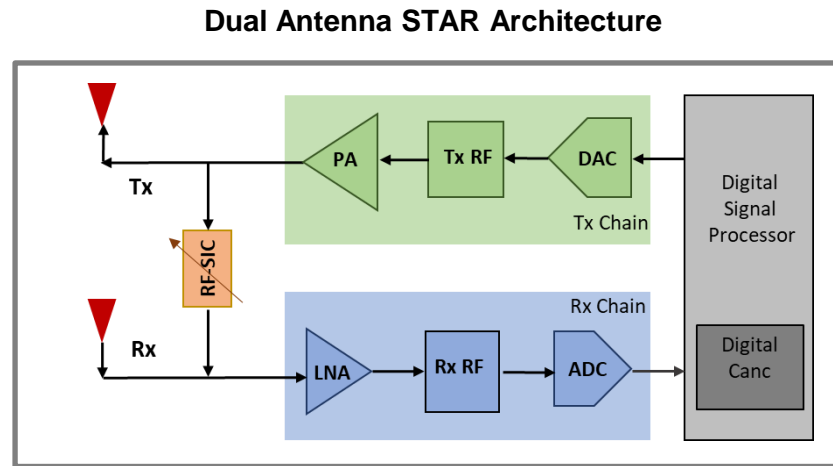 Dual Antenna STAR Architecture
PA
Tx RF
DAC
Tx Chain
Tx
Digital
Signal
Processor
RF-SIC
Rx
Rx Chain
LNA
Rx RF
ADC
Digital
Canc